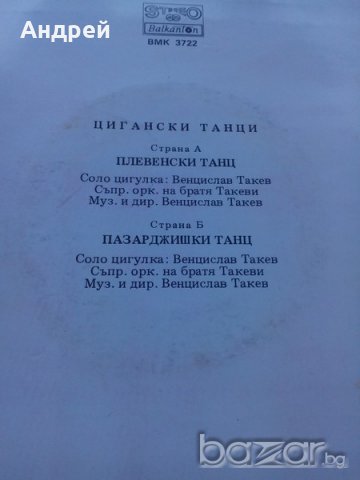 Андрей
STEREO
Balkanton
ВМК 3722
ЦИГАНСКИ ТАНЦИ
Страна А
ПЛЕВЕНСКИ ТАНЦ
Соло цигулка: Венцислав Такев
Съпр. орк. на братя Такеви
Муз. и дир. Венцислав Такев
Страна Б
ПАЗАРДЖИШКИ ТАНЦ
Соло цигулка: Венцислав Такев
Съпр. орк. на братя Такеви
Муз. и дир. Венцислав Такев
bazar.бг